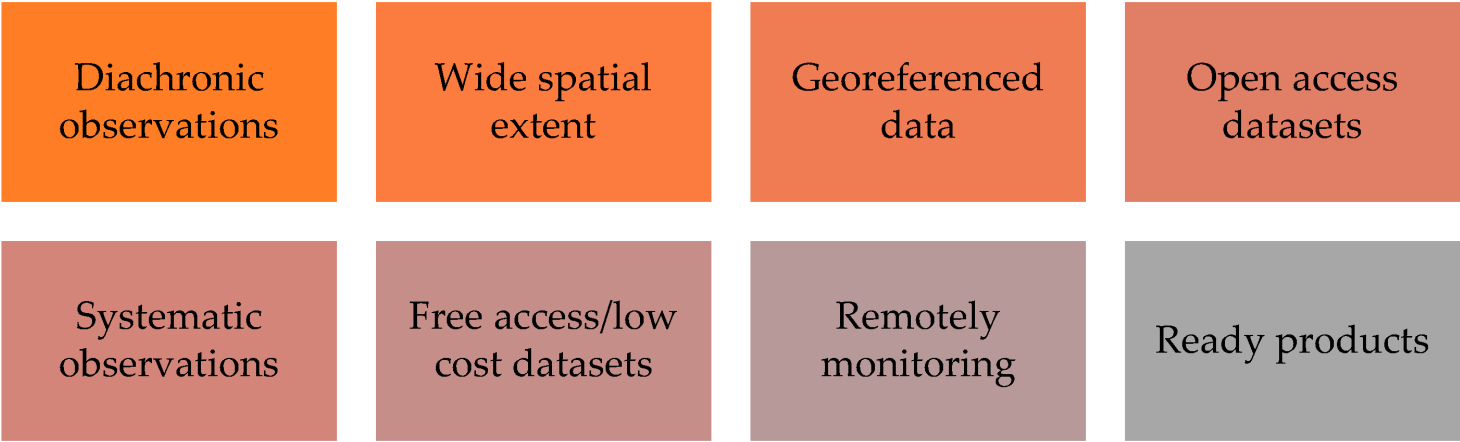 Diachronic
observations
Wide spatial
extent
Georeferenced
data
Open access
datasets
Systematic
observations
Free access/low
cost datasets
Remotely
monitoring
Ready products